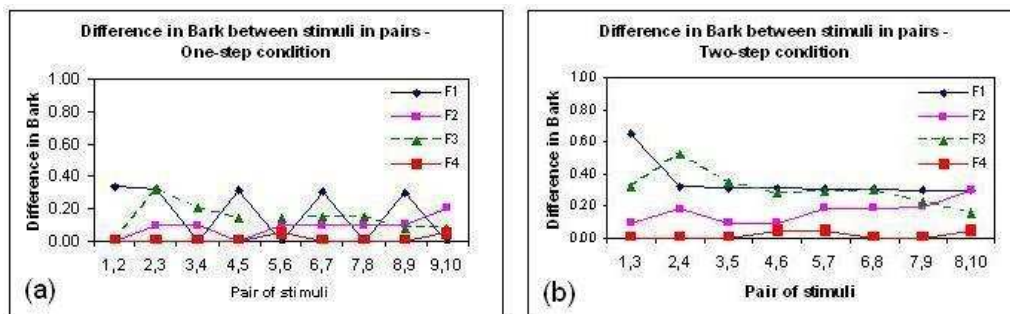 Difference in Bark between stimuli in pairs -
One-step condition
Difference in Bark
1.00
0.80
0.60
0.40
0.20
0.00
F1
F2
F3
F4
1,2 2,3 3,4 4,5 5,6 6,7 7,8 8,9 9,10
Pair of stimuli
(a)
Difference in Bark between stimuli in pairs -
Two-step condition
Difference in Bark
1.00
0.80
0.60
0.40
0.20
0.00
F1
F2
F3
F4
1,3 2,4 3,5 4,6 5,7 6,8 7,9 8,10
Pair of stimuli
(b)